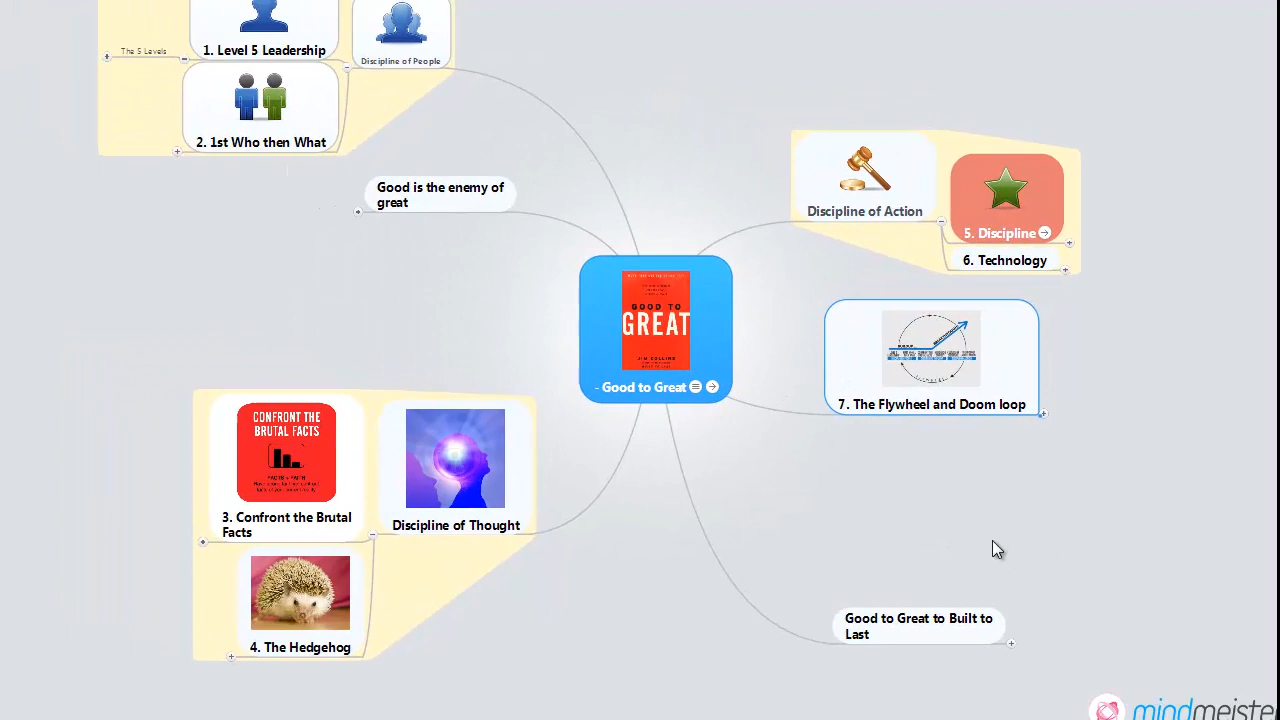 The 5 Levels
1. Level 5 Leadership
Discipline of People
2. 1st Who then What
Good is the enemy of
great
Discipline of Action
5. Discipline
6. Technology
GOOD TO
GREAT
JIM COLLINS
- Good to Great
7. The Flywheel and Doom loop
CONFRONT THE
BRUTAL FACTS
3. Confront the Brutal
Facts
Discipline of Thought
4. The Hedgehog
Good to Great to Built to
Last
mindmeiste